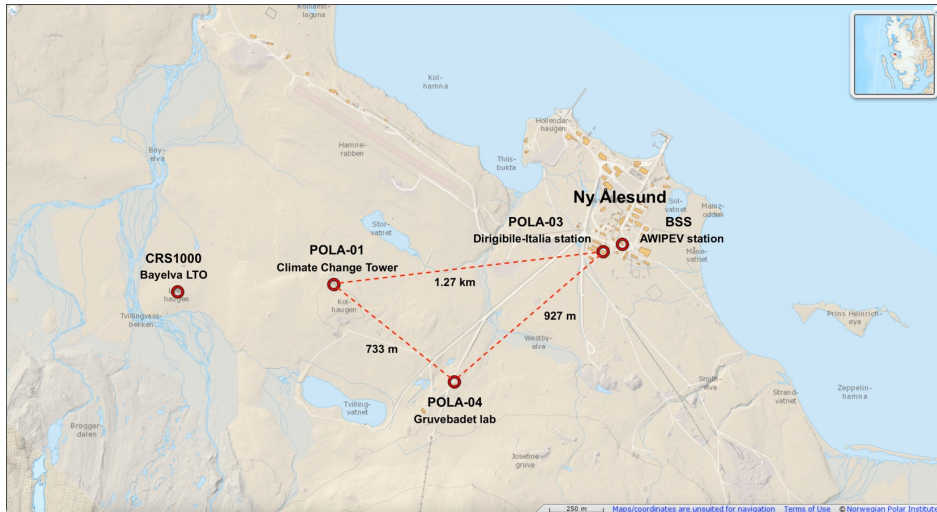 Kolhamn-
laguna
Kol-
hamna
Hollendar-
haugen
Bay-
elva
Hamne-
rabben
Thiis-
bukta
Ny Ålesund
Sol-
vatnet
Mainz-
odden
Stor-
vatnet
POLA-03
Dirigibile-Italia station
BSS
AWIPEV station
Måne-
vatnet
CRS1000
Bayelva LTO
haugen
POLA-01
Climate Change Tower
1.27 km
Kol-
haugen
Tvillingvass-
bekken
927 m
Prins Heinrich-
øya
733 m
Westby-
elva
POLA-04
Gruvebadet lab
Tvilling-
vatnet
Smith-
elva
Strand-
vatnet
Zeppelin-
hamna
Brøgger-
dalen
Josefine
gruve
250 m
Maps/coordinates are unsuited for navigation Terms of Use © Norwegian Polar Institute